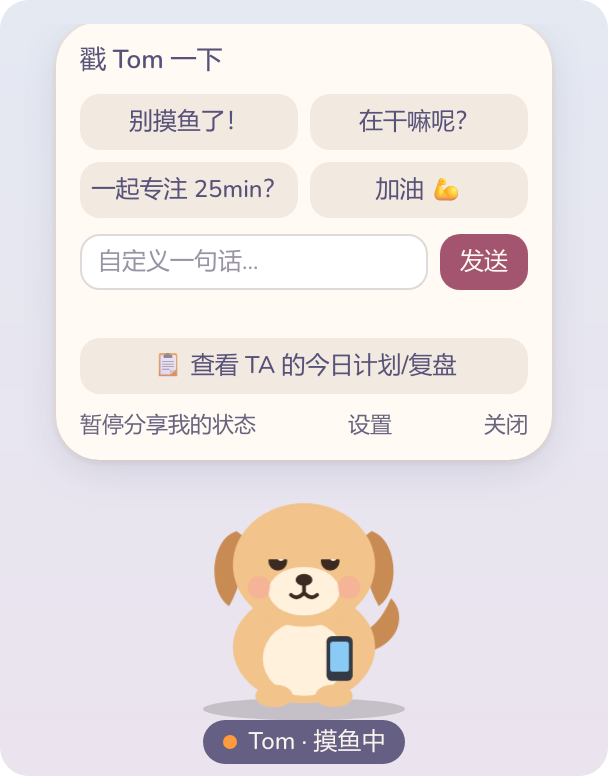 戳 Tom 一下
别摸鱼了！
在干嘛呢？
一起专注 25min？
加油 💪
自定义一句话...
发送
📋 查看 TA 的今日计划/复盘
暂停分享我的状态
设置
关闭
Tom · 摸鱼中